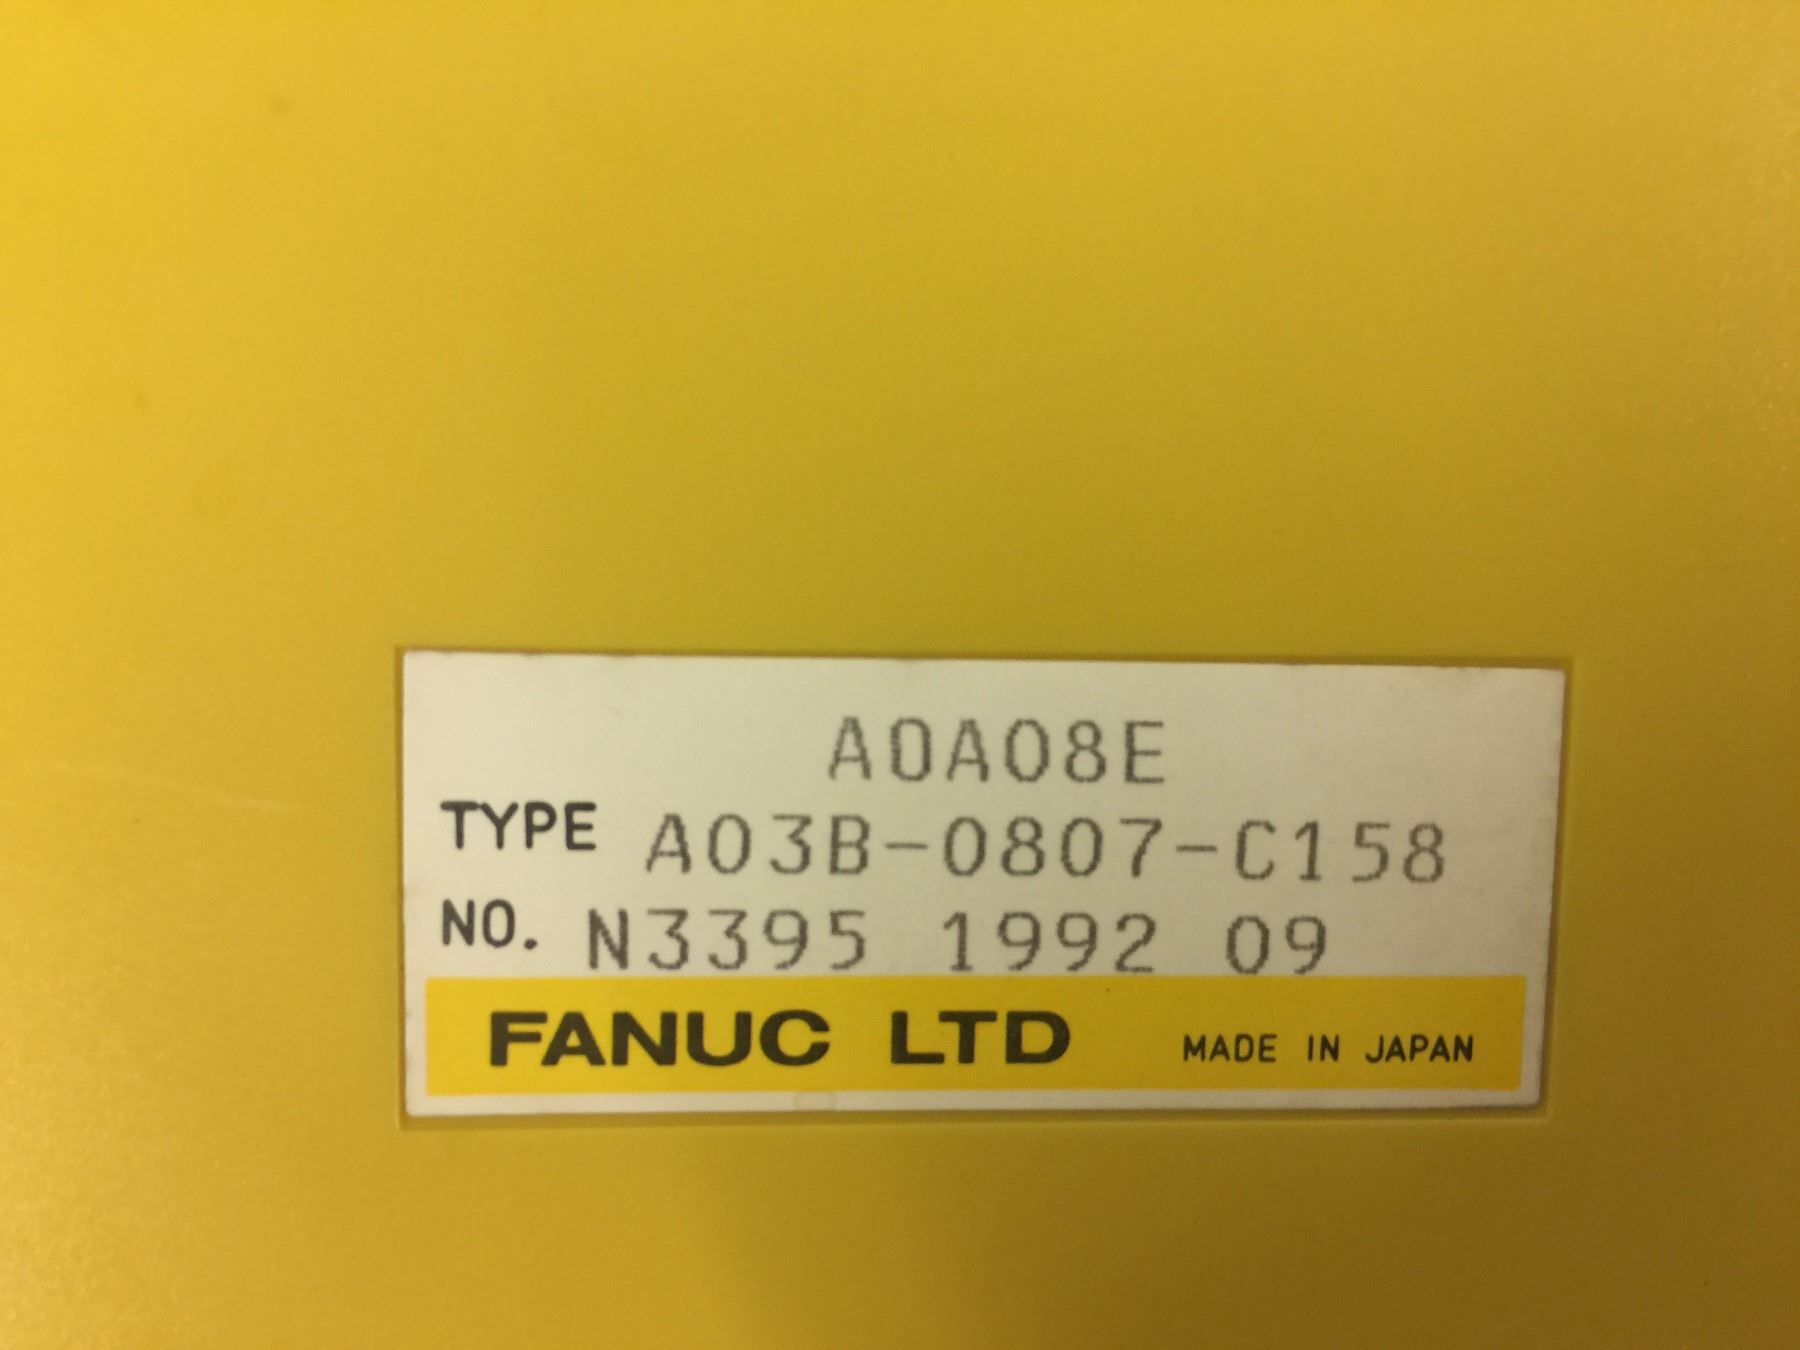 A0A08E
TYPE A03B-0807-C158
NO. N3395 1992 09
FANUC LTD MADE IN JAPAN